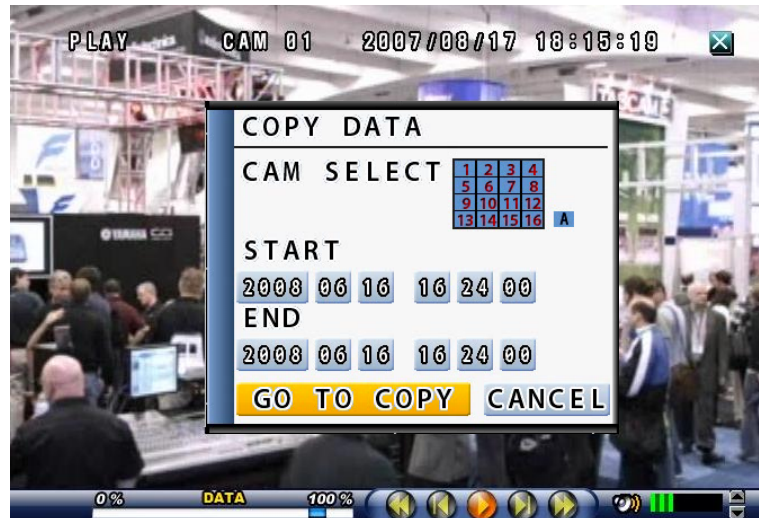 PLAY CAM 01 2007/08/17 18:15:19
COPY DATA
CAM SELECT
1 2 3 4
5 6 7 8
9 10 11 12
13 14 15 16 A
START
2008 06 16 16 24 00
END
2008 06 16 16 24 00
GO TO COPY CANCEL
YAMAHA
0% DATA 100%